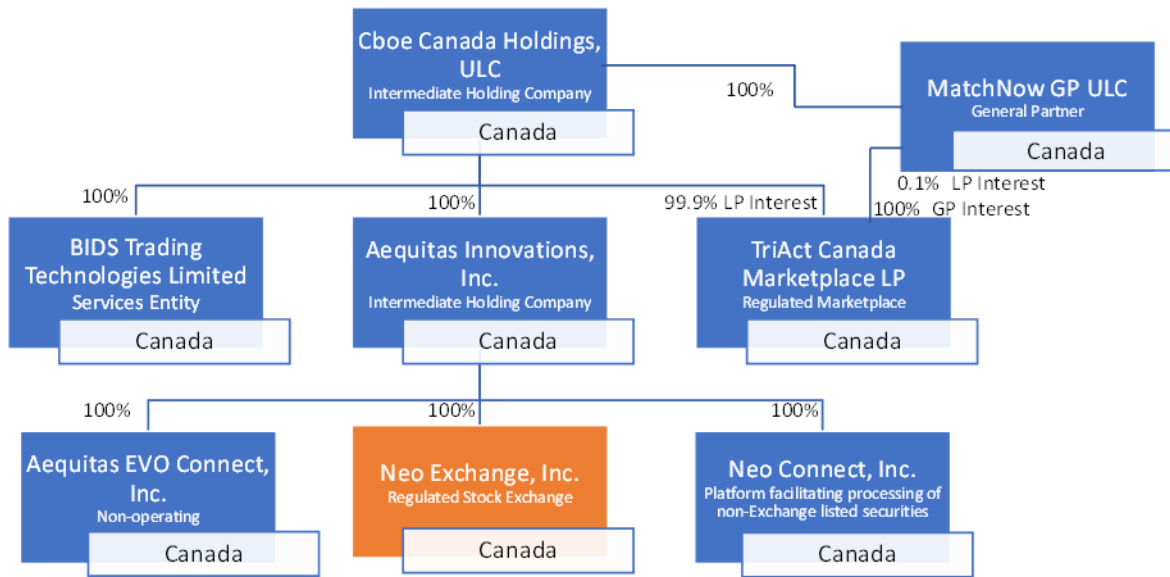 Cboe Canada Holdings,
ULC
Intermediate Holding Company
Canada
100%
MatchNow GP ULC
General Partner
Canada
0.1% LP Interest
100% GP Interest
100%
100%
99.9% LP Interest
BIDS Trading
Technologies Limited
Services Entity
Canada
Aequitas Innovations,
Inc.
Intermediate Holding Company
Canada
TriAct Canada
Marketplace LP
Regulated Marketplace
Canada
100%
100%
100%
Aequitas EVO Connect,
Inc.
Non-operating
Canada
Neo Exchange, Inc.
Regulated Stock Exchange
Canada
Neo Connect, Inc.
Platform facilitating processing of
non-Exchange listed securities
Canada